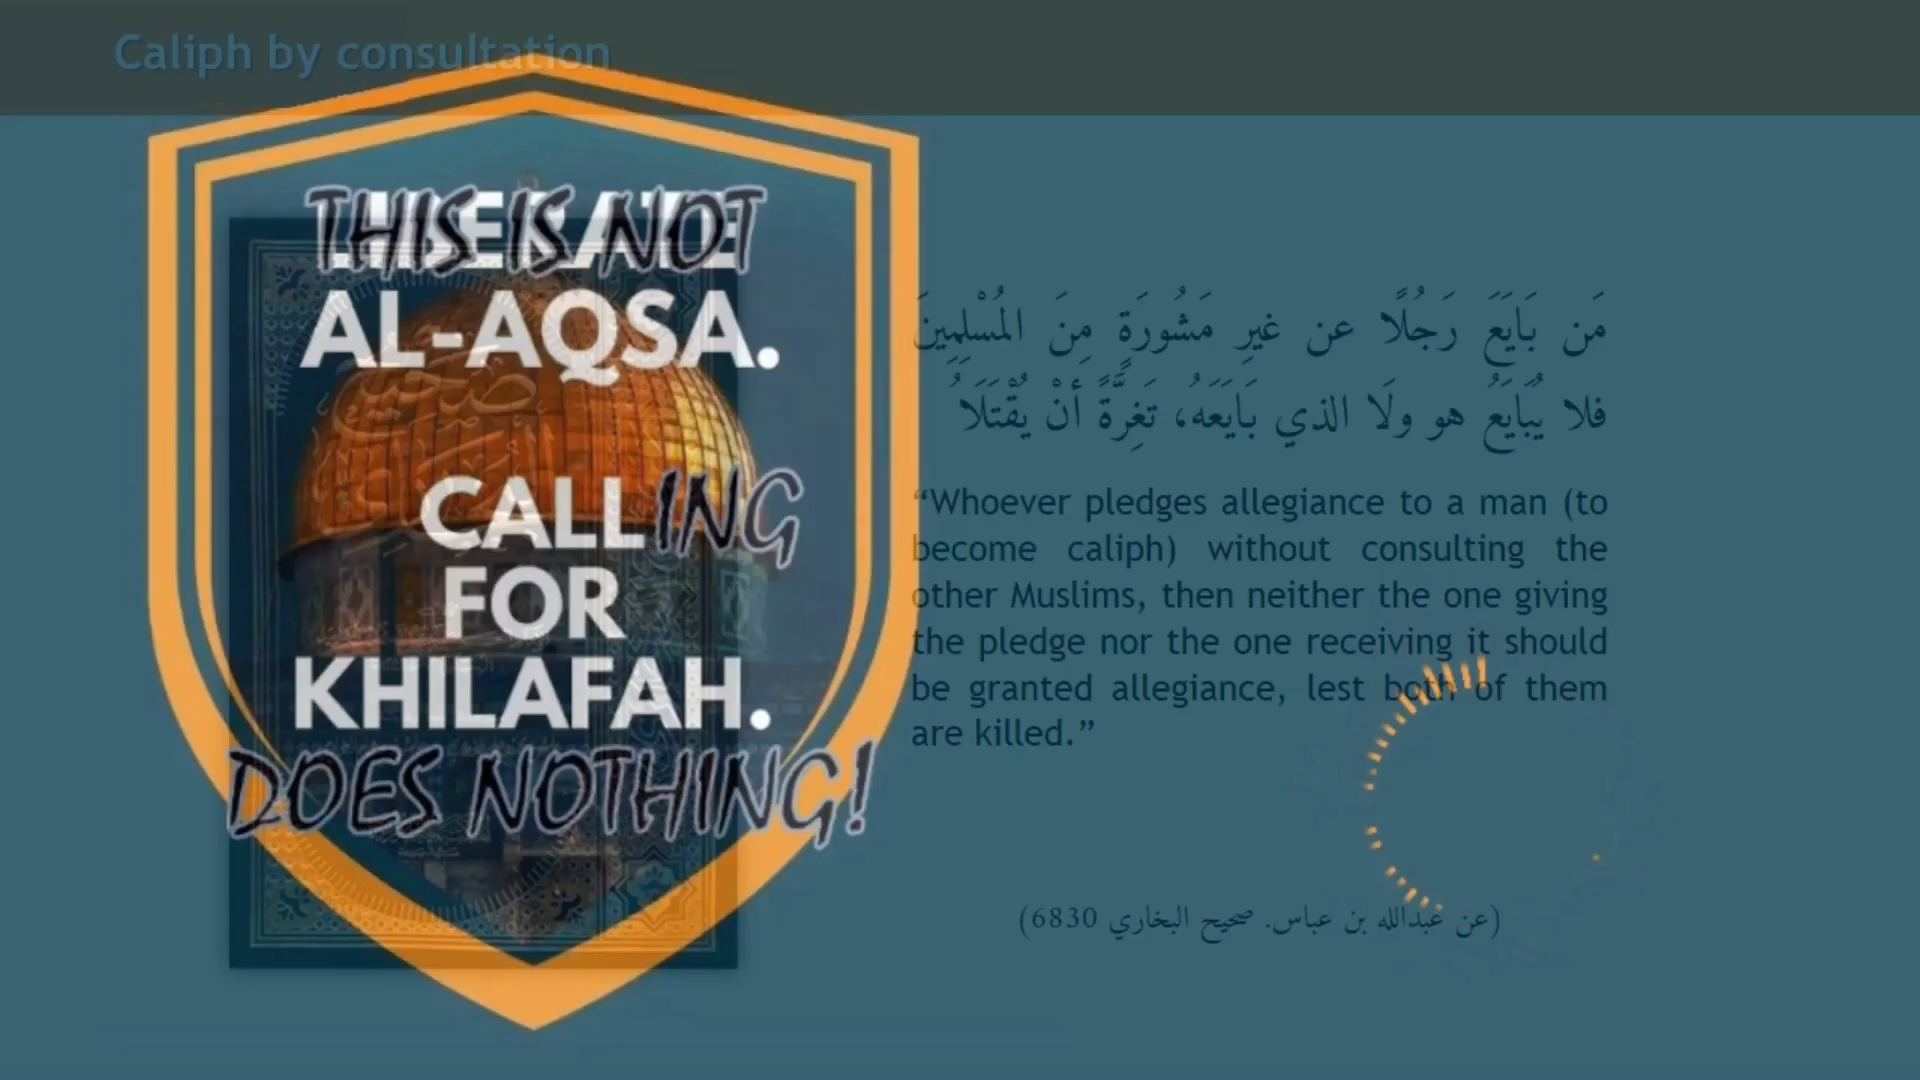 Caliph by consultation
THIS IS NOT
LIBERATE
AL-AQSA.
CALLING
FOR
KHILAFAH.
DOES NOTHING!
مَن بَايَعَ رَجُلًا عن غيرِ مَشُورَةٍ مِنَ المُسْلِمِينَ
فلا يُبَايَعُ هو ولَا الذي بَايَعَهُ، تَغِرَّةً أنْ يُقْتَلَا
“Whoever pledges allegiance to a man (to
become caliph) without consulting the
other Muslims, then neither the one giving
the pledge nor the one receiving it should
be granted allegiance, lest both of them
are killed.”
(عن عبدالله بن عباس. صحيح البخاري 6830)